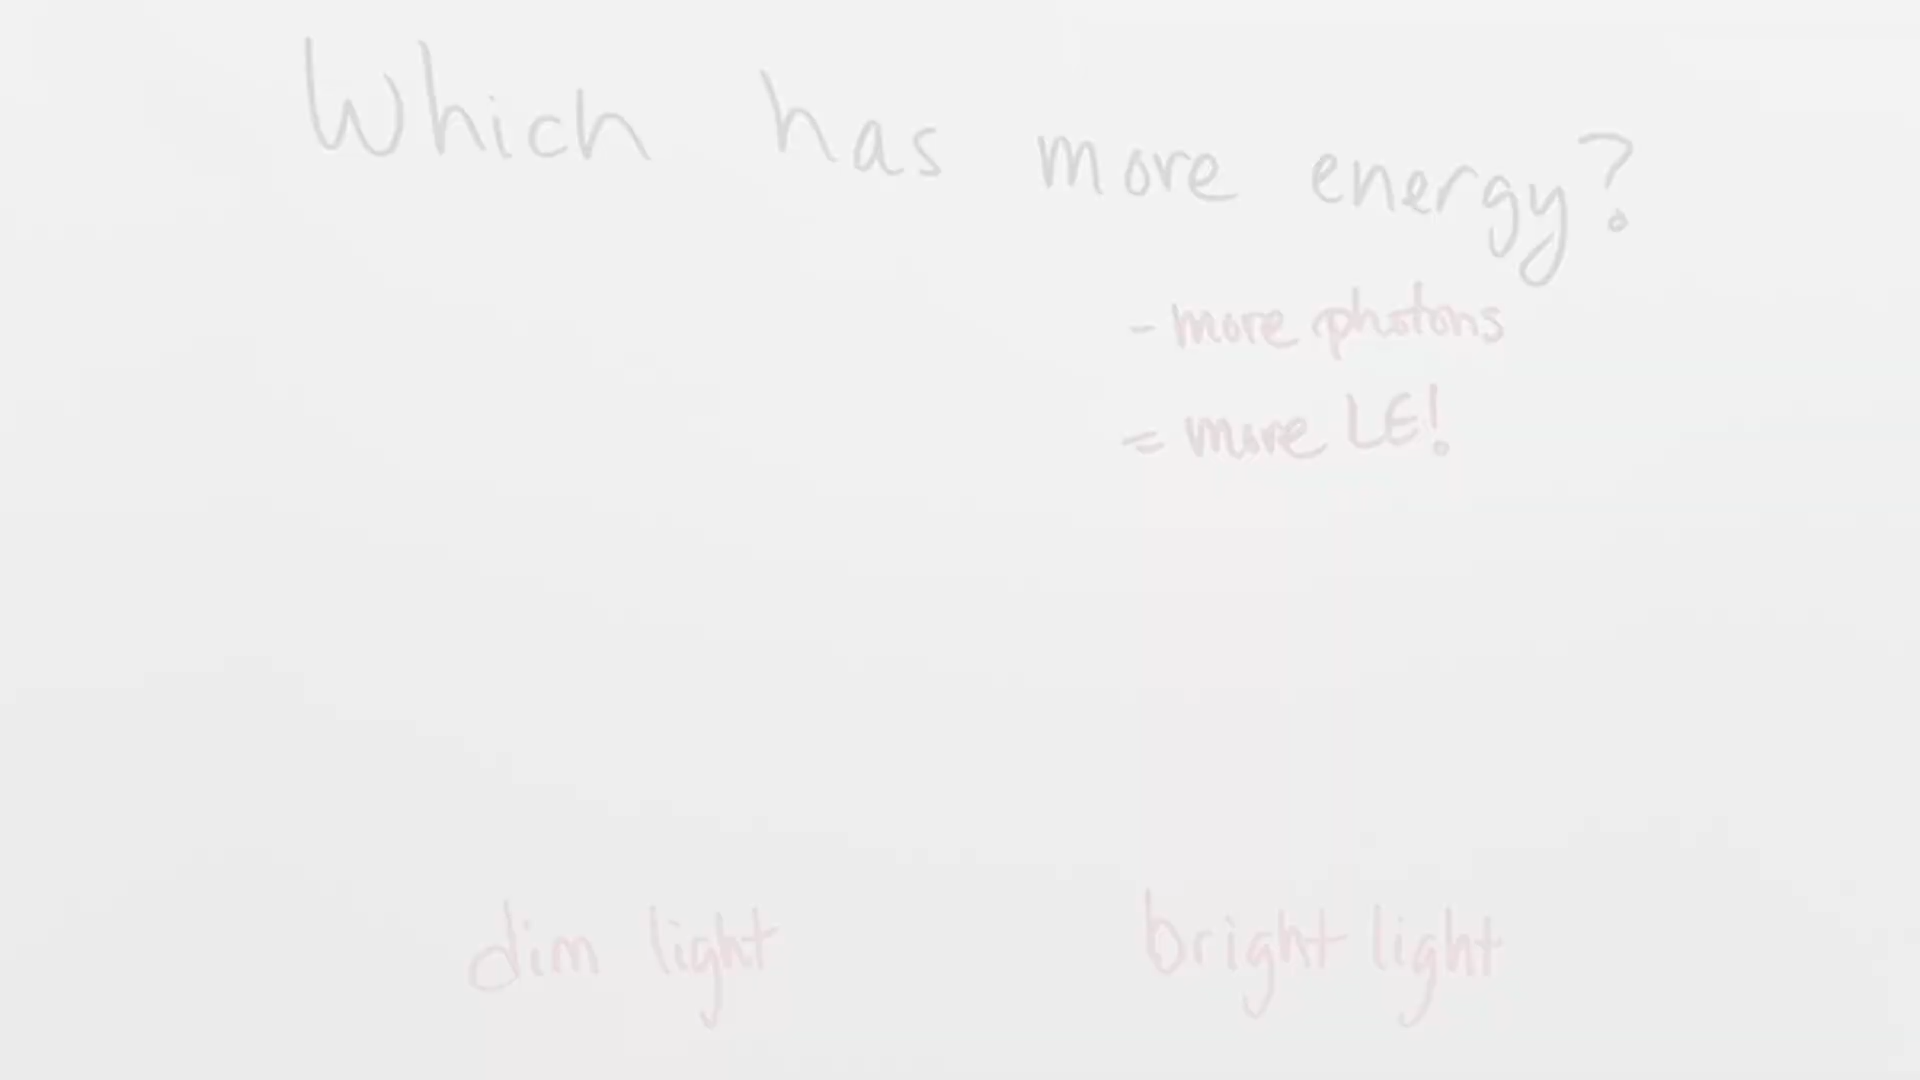 Which has more energy?
- more photons
= more LE!
dim light
bright light